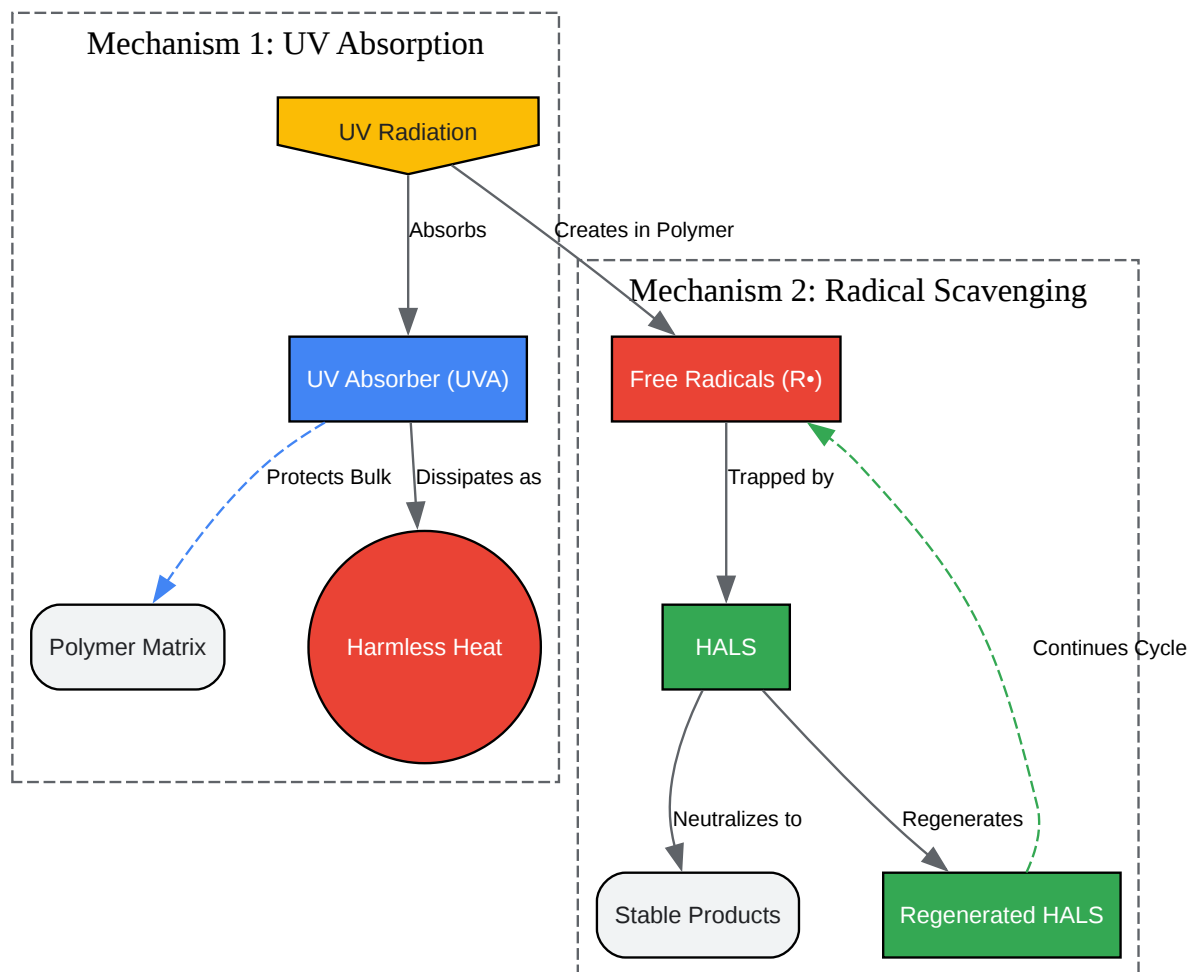 Mechanism 1: UV Absorption
UV Radiation
Absorbs
Creates in Polymer
Mechanism 2: Radical Scavenging
UV Absorber (UVA)
Free Radicals (R•)
Protects Bulk
Dissipates as
Trapped by
Polymer Matrix
Harmless Heat
HALS
Continues Cycle
Neutralizes to
Regenerates
Stable Products
Regenerated HALS